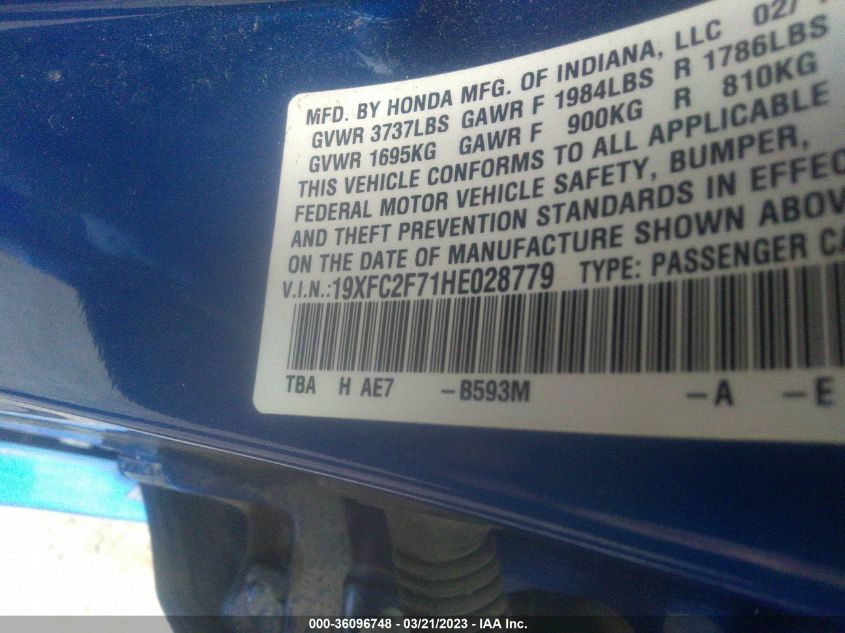 MFD. BY HONDA MFG. OF INDIANA, LLC 02/
GVWR 3737LBS GAWR F 1984LBS R 1786LBS
GVWR 1695KG GAWR F 900KG R 810KG
THIS VEHICLE CONFORMS TO ALL APPLICABLE
FEDERAL MOTOR VEHICLE SAFETY, BUMPER,
AND THEFT PREVENTION STANDARDS IN EFFEC
ON THE DATE OF MANUFACTURE SHOWN ABOV
V.I.N.:19XFC2F71HE028779 TYPE: PASSENGER CA
TBA H AE7 -B593M -A -E
000-36096748 - 03/21/2023 - IAA Inc.